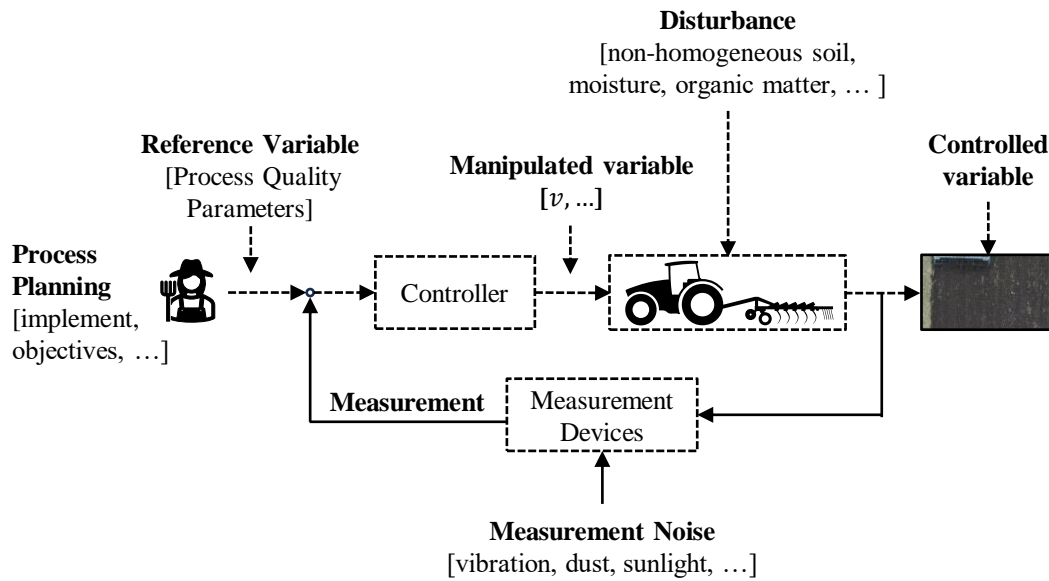 Disturbance
[non-homogeneous soil,
moisture, organic matter, … ]
Reference Variable
[Process Quality
Parameters]
Manipulated variable
[v, …]
Controlled
variable
Process
Planning
[implement,
objectives, …]
Controller
Measurement
Measurement
Devices
Measurement Noise
[vibration, dust, sunlight, …]